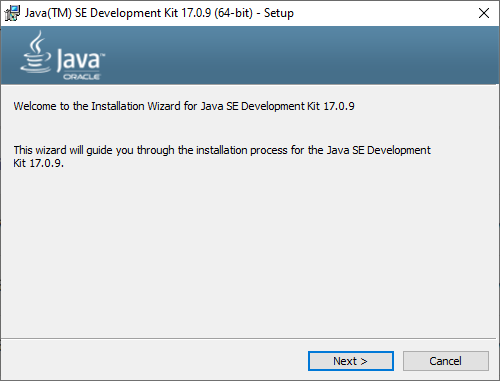 Java(TM) SE Development Kit 17.0.9 (64-bit) - Setup
Java™
ORACLE
Welcome to the Installation Wizard for Java SE Development Kit 17.0.9
This wizard will guide you through the installation process for the Java SE Development
Kit 17.0.9.
Next >
Cancel